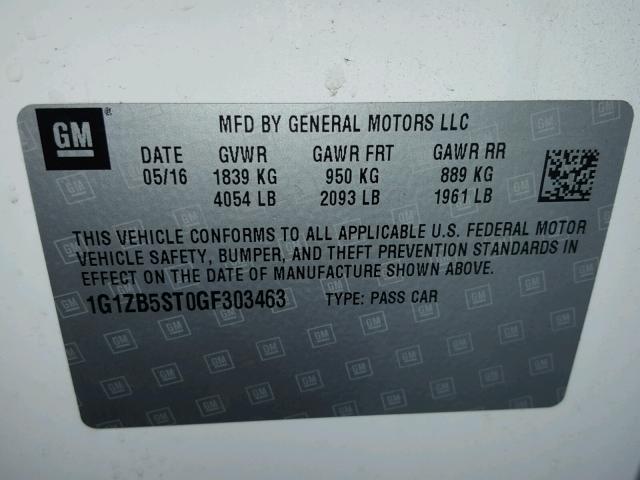 GM
MFD BY GENERAL MOTORS LLC
DATE GVWR GAWR FRT GAWR RR
05/16 1839 KG 950 KG 889 KG
4054 LB 2093 LB 1961 LB
THIS VEHICLE CONFORMS TO ALL APPLICABLE U.S. FEDERAL MOTOR
VEHICLE SAFETY, BUMPER, AND THEFT PREVENTION STANDARDS IN
EFFECT ON THE DATE OF MANUFACTURE SHOWN ABOVE.
1G1ZB5ST0GF303463 TYPE: PASS CAR